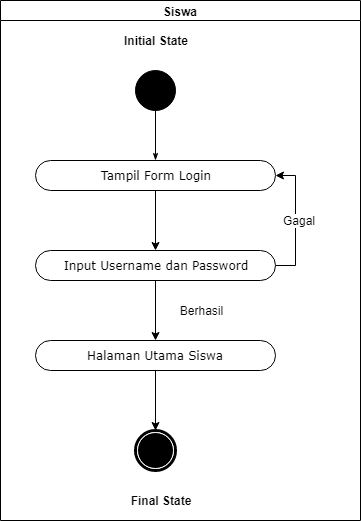 Siswa
Initial State
Tampil Form Login
Gagal
Input Username dan Password
Berhasil
Halaman Utama Siswa
Final State